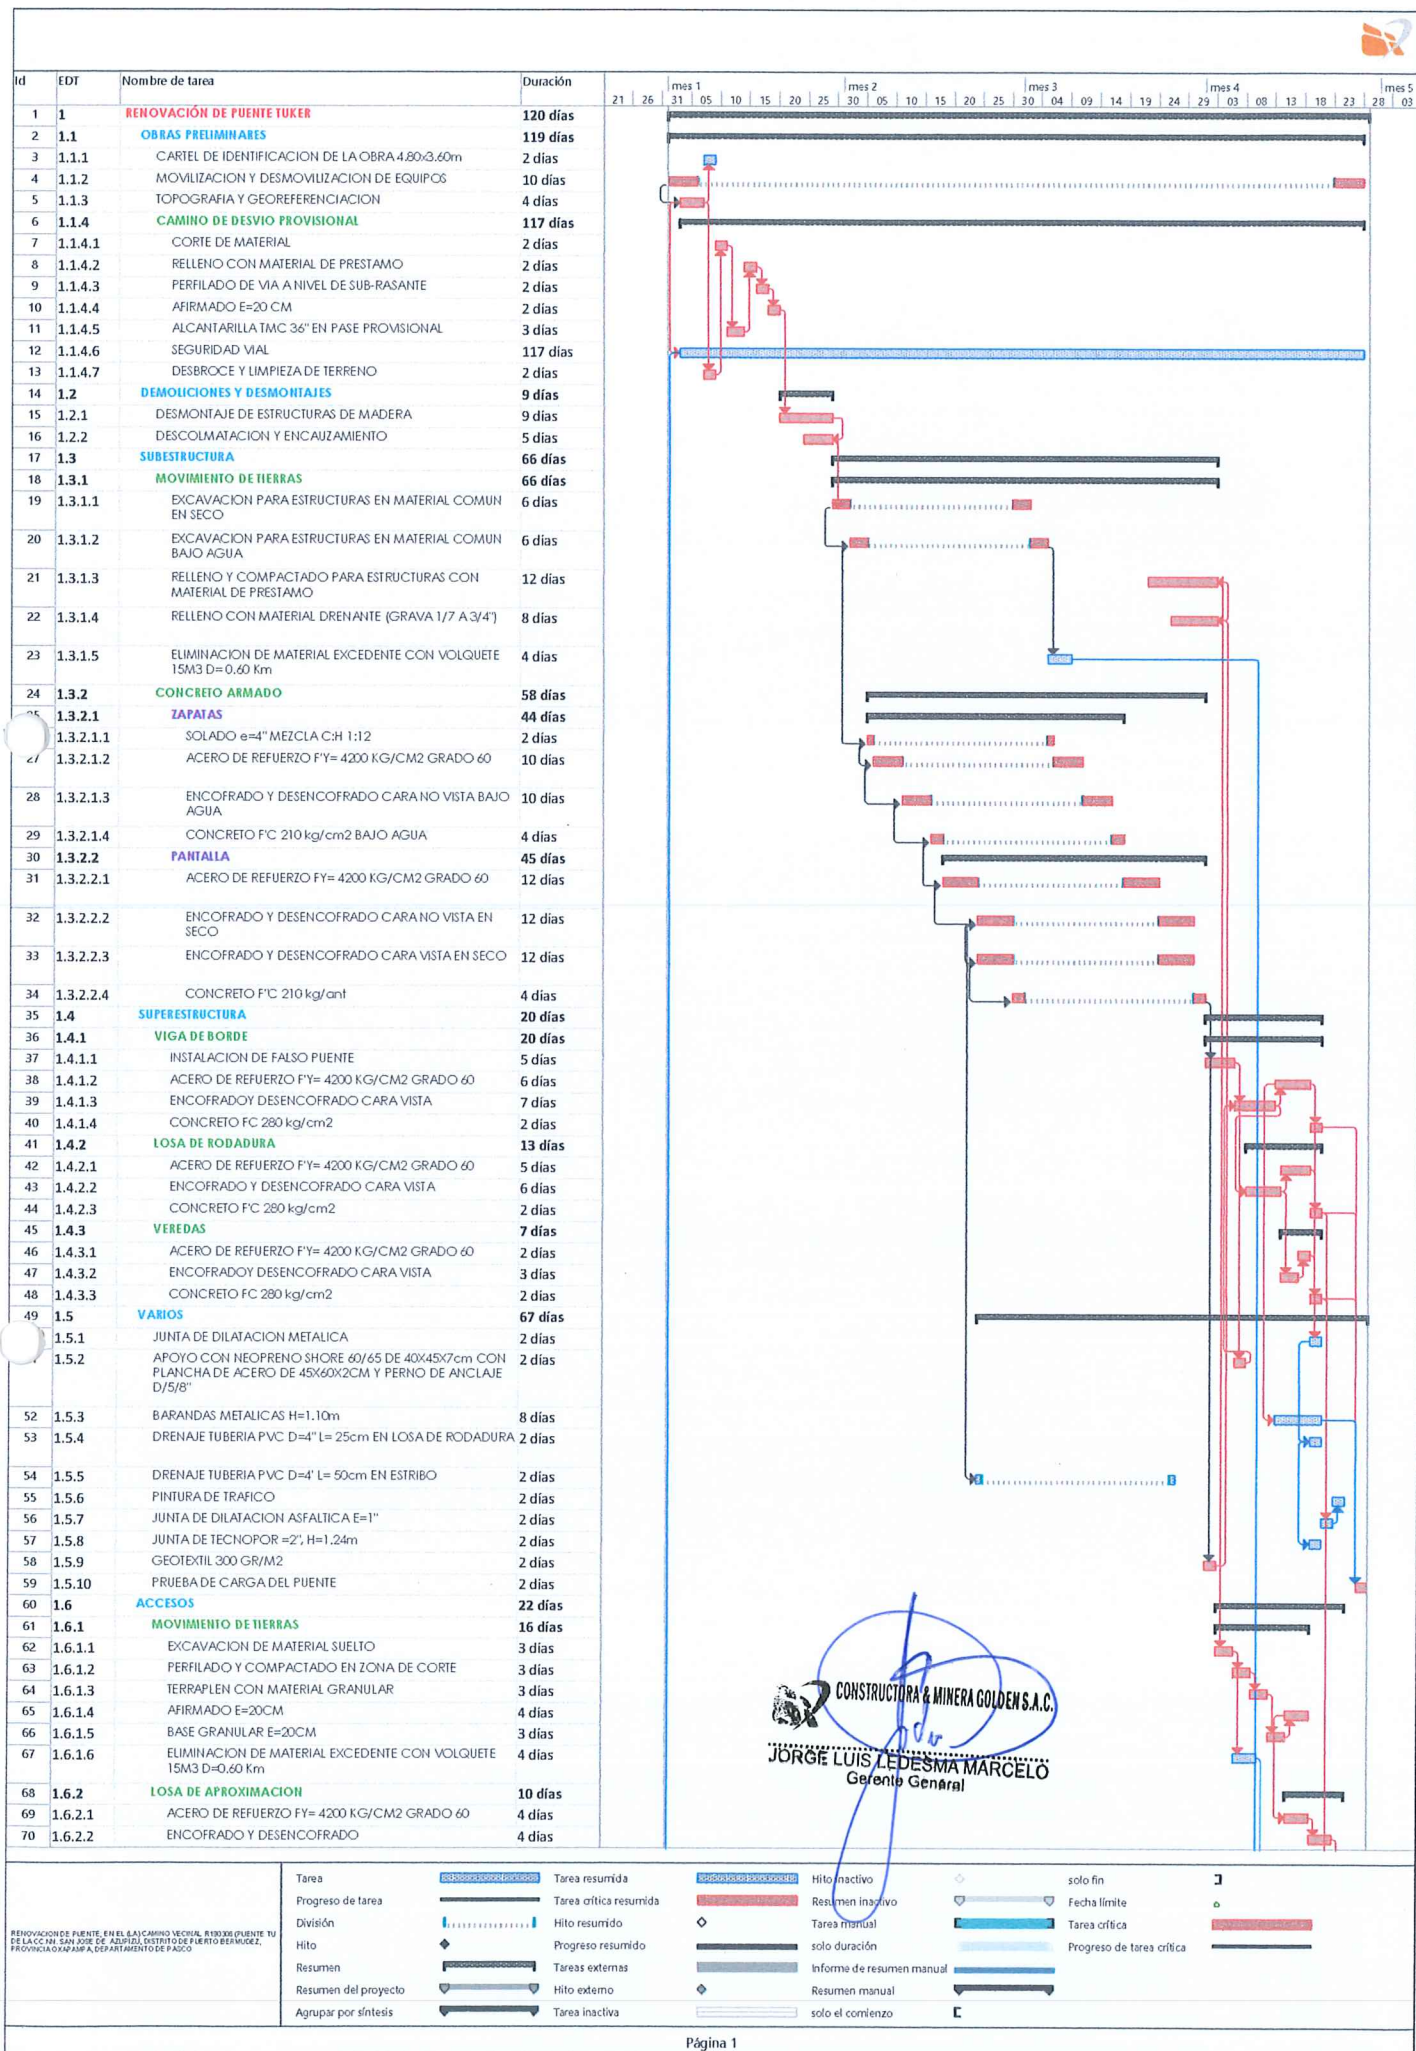 Id EDT Nombre de tarea Duración
mes 1 mes 2 mes 3 mes 4 mes 5
21 26 31 05 10 15 20 25 30 05 10 15 20 25 30 04 09 14 19 24 29 03 08 13 18 23 28 03
1 1 RENOVACIÓN DE PUENTE TUKER 120 días
2 1.1 OBRAS PRELIMINARES 119 días
3 1.1.1 CARTEL DE IDENTIFICACION DE LA OBRA 4.80x3.60m 2 días
4 1.1.2 MOVILIZACION Y DESMOVILIZACION DE EQUIPOS 10 días
5 1.1.3 TOPOGRAFIA Y GEOREFERENCIACION 4 días
6 1.1.4 CAMINO DE DESVIO PROVISIONAL 117 días
7 1.1.4.1 CORTE DE MATERIAL 2 días
8 1.1.4.2 RELLENO CON MATERIAL DE PRESTAMO 2 días
9 1.1.4.3 PERFILADO DE VIA A NIVEL DE SUB-RASANTE 2 días
10 1.1.4.4 AFIRMADO E=20 CM 2 días
11 1.1.4.5 ALCANTARILLA TMC 36" EN PASE PROVISIONAL 3 días
12 1.1.4.6 SEGURIDAD VIAL 117 días
13 1.1.4.7 DESBROCE Y LIMPIEZA DE TERRENO 2 días
14 1.2 DEMOLICIONES Y DESMONTAJES 9 días
15 1.2.1 DESMONTAJE DE ESTRUCTURAS DE MADERA 9 días
16 1.2.2 DESCOLMATACION Y ENCAUZAMIENTO 5 días
17 1.3 SUBESTRUCTURA 66 días
18 1.3.1 MOVIMIENTO DE TIERRAS 66 días
19 1.3.1.1 EXCAVACION PARA ESTRUCTURAS EN MATERIAL COMUN 6 días
EN SECO
20 1.3.1.2 EXCAVACION PARA ESTRUCTURAS EN MATERIAL COMUN 6 días
BAJO AGUA
21 1.3.1.3 RELLENO Y COMPACTADO PARA ESTRUCTURAS CON 12 días
MATERIAL DE PRESTAMO
22 1.3.1.4 RELLENO CON MATERIAL DRENANTE (GRAVA 1/7 A 3/4") 8 días
23 1.3.1.5 ELIMINACION DE MATERIAL EXCEDENTE CON VOLQUETE 4 días
15M3 D= 0.60 Km
24 1.3.2 CONCRETO ARMADO 58 días
1.3.2.1 ZAPATAS 44 días
1.3.2.1.1 SOLADO e=4" MEZCLA C:H 1:12 2 días
27 1.3.2.1.2 ACERO DE REFUERZO F'Y= 4200 KG/CM2 GRADO 60 10 días
28 1.3.2.1.3 ENCOFRADO Y DESENCOFRADO CARA NO VISTA BAJO 10 días
AGUA
29 1.3.2.1.4 CONCRETO F'C 210 kg/cm2 BAJO AGUA 4 días
30 1.3.2.2 PANTALLA 45 días
31 1.3.2.2.1 ACERO DE REFUERZO FY= 4200 KG/CM2 GRADO 60 12 días
32 1.3.2.2.2 ENCOFRADO Y DESENCOFRADO CARA NO VISTA EN 12 días
SECO
33 1.3.2.2.3 ENCOFRADO Y DESENCOFRADO CARA VISTA EN SECO 12 días
34 1.3.2.2.4 CONCRETO F'C 210 kg/ant 4 días
35 1.4 SUPERESTRUCTURA 20 días
36 1.4.1 VIGA DE BORDE 20 días
37 1.4.1.1 INSTALACION DE FALSO PUENTE 5 días
38 1.4.1.2 ACERO DE REFUERZO F'Y= 4200 KG/CM2 GRADO 60 6 días
39 1.4.1.3 ENCOFRADOY DESENCOFRADO CARA VISTA 7 días
40 1.4.1.4 CONCRETO FC 280 kg/cm2 2 días
41 1.4.2 LOSA DE RODADURA 13 días
42 1.4.2.1 ACERO DE REFUERZO F'Y= 4200 KG/CM2 GRADO 60 5 días
43 1.4.2.2 ENCOFRADO Y DESENCOFRADO CARA VISTA 6 días
44 1.4.2.3 CONCRETO F'C 280 kg/cm2 2 días
45 1.4.3 VEREDAS 7 días
46 1.4.3.1 ACERO DE REFUERZO F'Y= 4200 KG/CM2 GRADO 60 2 días
47 1.4.3.2 ENCOFRADOY DESENCOFRADO CARA VISTA 3 días
48 1.4.3.3 CONCRETO FC 280 kg/cm2 2 días
49 1.5 VARIOS 67 días
1.5.1 JUNTA DE DILATACION METALICA 2 días
1.5.2 APOYO CON NEOPRENO SHORE 60/65 DE 40X45X7cm CON 2 días
PLANCHA DE ACERO DE 45X60X2CM Y PERNO DE ANCLAJE
D/5/8"
52 1.5.3 BARANDAS METALICAS H=1.10m 8 días
53 1.5.4 DRENAJE TUBERIA PVC D=4" L= 25cm EN LOSA DE RODADURA 2 días
54 1.5.5 DRENAJE TUBERIA PVC D=4' L= 50cm EN ESTRIBO 2 días
55 1.5.6 PINTURA DE TRAFICO 2 días
56 1.5.7 JUNTA DE DILATACION ASFALTICA E=1" 2 días
57 1.5.8 JUNTA DE TECNOPOR =2", H=1.24m 2 días
58 1.5.9 GEOTEXTIL 300 GR/M2 2 días
59 1.5.10 PRUEBA DE CARGA DEL PUENTE 2 días
60 1.6 ACCESOS 22 días
61 1.6.1 MOVIMIENTO DE TIERRAS 16 días
62 1.6.1.1 EXCAVACION DE MATERIAL SUELTO 3 días
63 1.6.1.2 PERFILADO Y COMPACTADO EN ZONA DE CORTE 3 días
64 1.6.1.3 TERRAPLEN CON MATERIAL GRANULAR 3 días
65 1.6.1.4 AFIRMADO E=20CM 4 días
66 1.6.1.5 BASE GRANULAR E=20CM 3 días
67 1.6.1.6 ELIMINACION DE MATERIAL EXCEDENTE CON VOLQUETE 4 días
15M3 D=0.60 Km
68 1.6.2 LOSA DE APROXIMACION 10 días
69 1.6.2.1 ACERO DE REFUERZO FY= 4200 KG/CM2 GRADO 60 4 días
70 1.6.2.2 ENCOFRADO Y DESENCOFRADO 4 días
CONSTRUCTORA & MINERA GOLDEN S.A.C.
JORGE LUIS LEDESMA MARCELO
Gerente General
RENOVACION DE PUENTE, EN EL (LA) CAMINO VECINAL R190306 (PUENTE TU
DE LA CC.NN. SAN JOSE DE AZUPIZU, DISTRITO DE PUERTO BERMUDEZ,
PROVINCIA OXAPAMPA, DEPARTAMENTO DE PASCO
Tarea Tarea resumida Hito inactivo solo fin
Progreso de tarea Tarea crítica resumida Resumen inactivo Fecha límite
División Hito resumido Tarea manual Tarea crítica
Hito Progreso resumido solo duración Progreso de tarea crítica
Resumen Tareas externas Informe de resumen manual
Resumen del proyecto Hito externo Resumen manual
Agrupar por síntesis Tarea inactiva solo el comienzo
Página 1